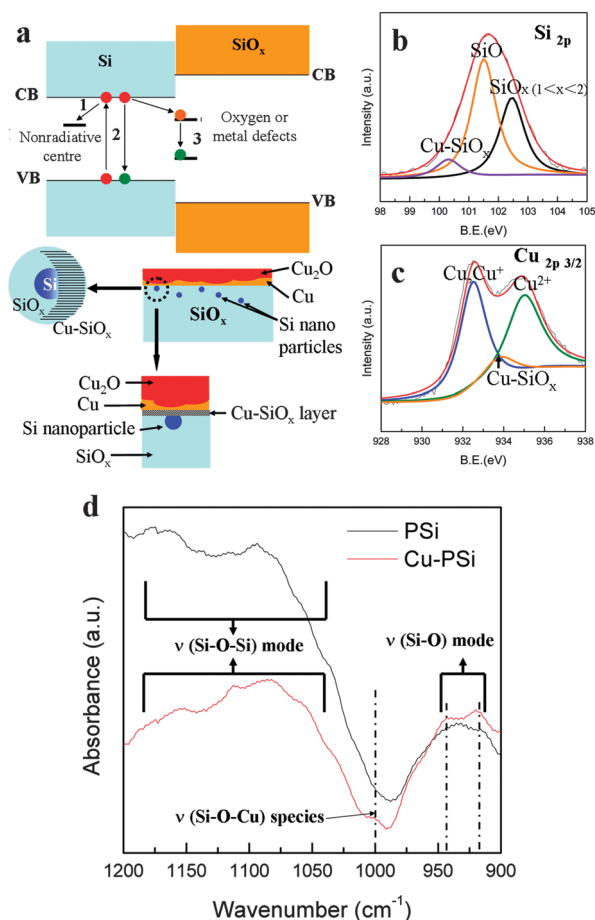 a
Si
SiOx
CB
CB
1
2
3
Nonradiative
centre
Oxygen or
metal defects
VB
VB
Si
SiOx
Cu-SiOx
Cu2O
Cu
SiOx
Si nano
particles
Cu2O
Cu
Cu-SiOx layer
Si nanoparticle
SiOx
b
Si 2p
SiO
SiOx (1<x<2)
Cu-SiOx
Intensity (a.u.)
98 99 100 101 102 103 104 105
B.E.(eV)
c
Cu 2p 3/2
Cu,Cu+
Cu2+
Cu-SiOx
Intensity (a.u.)
928 930 932 934 936 938
B.E.(eV)
d
PSi
Cu-PSi
ν (Si-O-Si) mode
ν (Si-O) mode
ν (Si-O-Cu) species
Absorbance (a.u.)
1200 1150 1100 1050 1000 950 900
Wavenumber (cm-1)